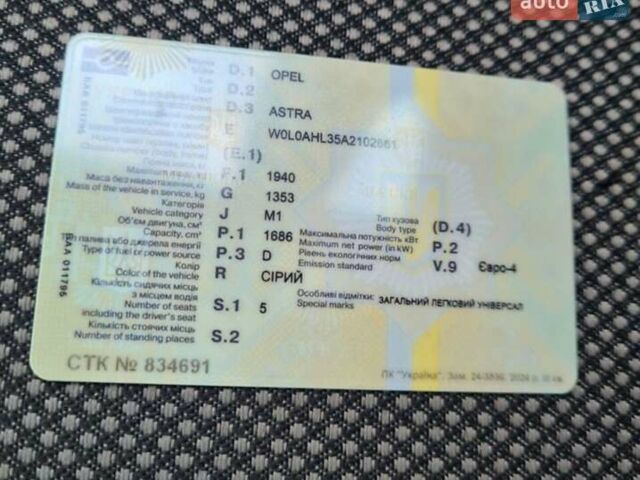 auto RIA
D.1 OPEL
D.2
D.3 ASTRA
E W0L0AHL35A2102661
(E.1)
F.1 1940
Маса без навантаження, кг
Mass of the vehicle in service, kg G 1353
Категорія
Vehicle category J M1
Тип кузова
Body type (D.4)
Об'єм двигуна, см³
Capacity, cm³ P.1 1686
Максимальна потужність кВт
Maximum net power (in kW) P.2
Тип палива або джерела енергії
Type of fuel or power source P.3 D
Рівень екологічних норм
Emission standard V.9 Євро-4
Колір
Color of the vehicle R СІРИЙ
Кількість сидячих місць
з місцем водія
Number of seats
including the driver's seat S.1 5
Особливі відмітки: ЗАГАЛЬНИЙ ЛЕГКОВИЙ УНІВЕРСАЛ
Special marks
Кількість стоячих місць
Number of standing places S.2
СТК № 834691
ВАА 011795
ВАА 011795
ПК "Україна". Зам.